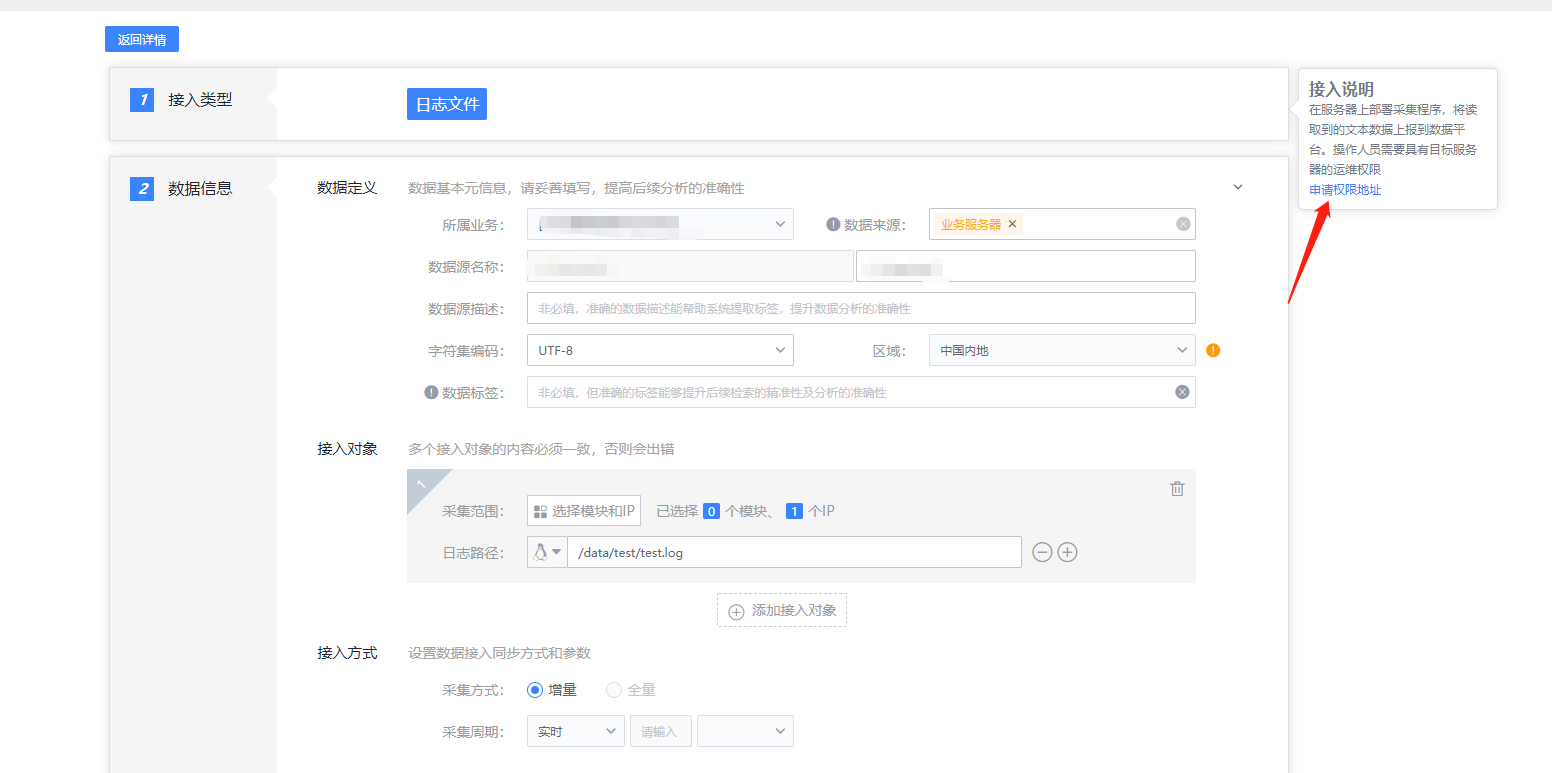 返回详情
1 接入类型
日志文件
接入说明
在服务器上部署采集程序，将读
取到的文本数据上报到数据平
台。操作人员需要具有目标服务
器的运维权限
申请权限地址
2 数据信息
数据定义 数据基本元信息，请妥善填写，提高后续分析的准确性
所属业务：
! 数据来源： 业务服务器 ×
数据源名称：
数据源描述： 非必填，准确的数据描述能帮助系统提取标签，提升数据分析的准确性
字符集编码： UTF-8 区域： 中国内地 !
! 数据标签： 非必填，但准确的标签能够提升后续检索的精准性及分析的准确性
接入对象 多个接入对象的内容必须一致，否则会出错
1
采集范围： 选择模块和IP 已选择 0 个模块、 1 个IP
日志路径： /data/test/test.log
添加接入对象
接入方式 设置数据接入同步方式和参数
采集方式： 增量 全量
采集周期： 实时 请输入